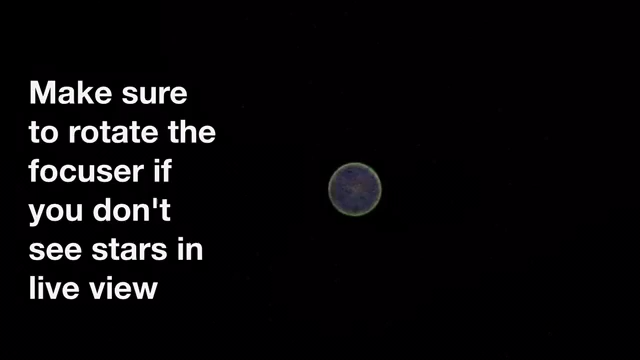 Make sure
to rotate the
focuser if
you don't
see stars in
live view